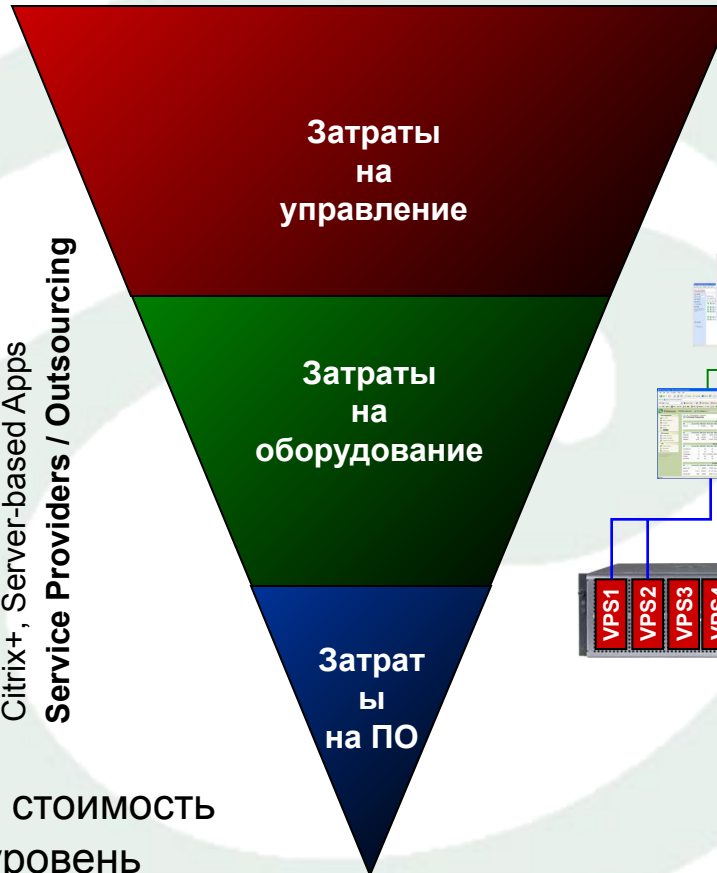 Затраты
на
управление
Затраты
на
оборудование
Затрат
ы
на ПО
Citrix+, Server-based Apps
Service Providers / Outsourcing
VPS1
VPS2
VPS3
стоимость
уровень